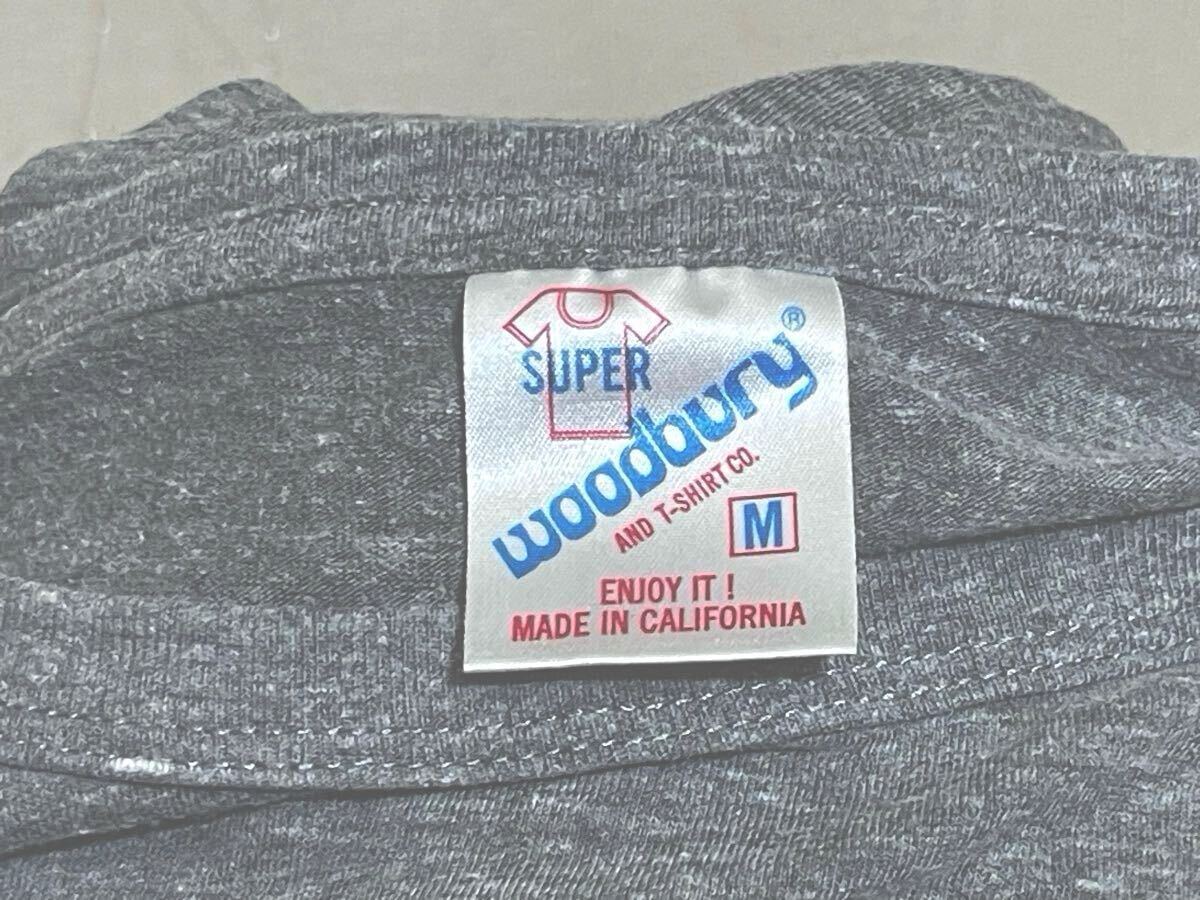 SUPER
woodbury®
AND T-SHIRT CO.
M
ENJOY IT !
MADE IN CALIFORNIA